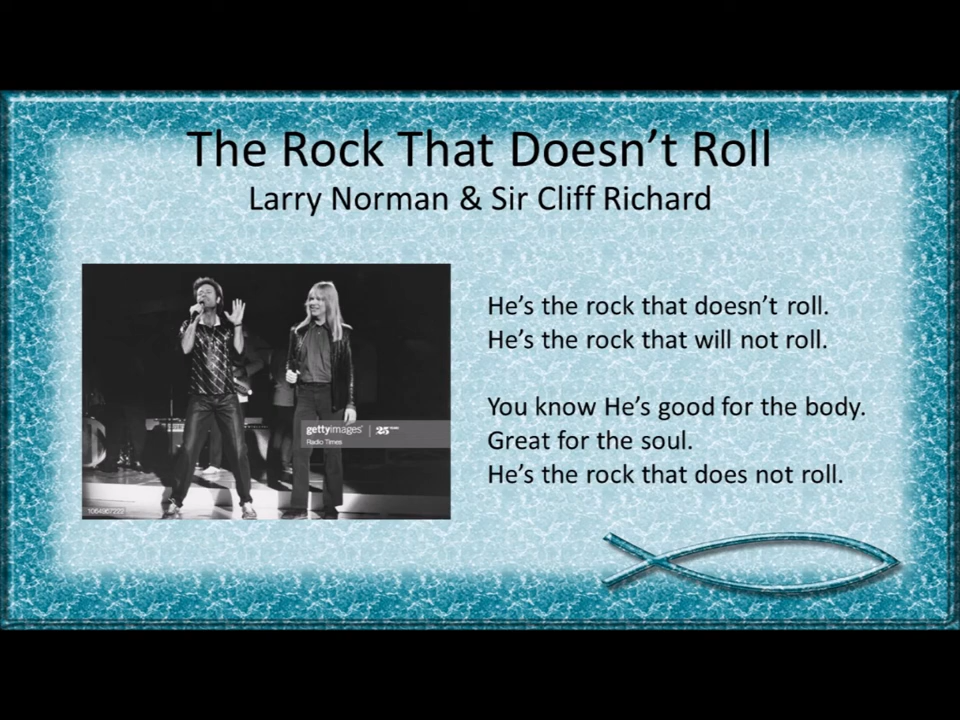 The Rock That Doesn’t Roll
Larry Norman & Sir Cliff Richard
He’s the rock that doesn’t roll.
He’s the rock that will not roll.
You know He’s good for the body.
Great for the soul.
He’s the rock that does not roll.
gettyimages®
Radio Times
1064907222